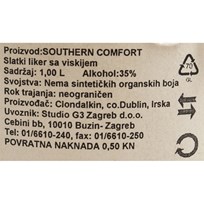 Proizvod:SOUTHERN COMFORT
Slatki liker sa viskijem
Sadržaj: 1,00 L Alkohol:35%
Svojstva: Nema sintetičkih organskih boja
Rok trajanja: neograničen
Proizvođač: Clondalkin, co.Dublin, Irska
Uvoznik: Studio G3 Zagreb d.o.o.
Cebini bb, 10010 Buzin- Zagreb
Tel: 01/6610-240, fax: 01/6610-250
POVRATNA NAKNADA 0,50 KN
70
GL